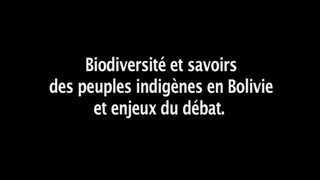 Biodiversité et savoirs
des peuples indigènes en Bolivie
et enjeux du débat.